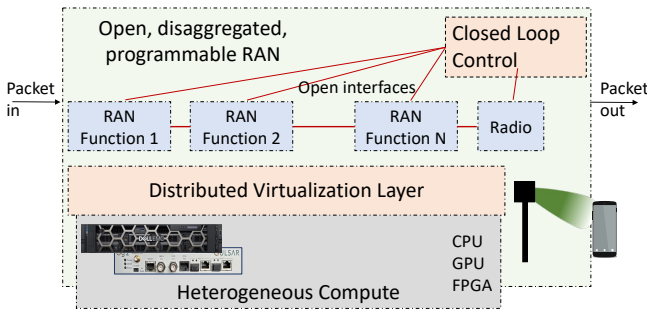 Open, disaggregated,
programmable RAN
Closed Loop
Control
Packet
in
Open interfaces
Packet
out
RAN
Function 1
RAN
Function 2
RAN
Function N
Radio
Distributed Virtualization Layer
DELL
CPU
GPU
FPGA
Heterogeneous Compute